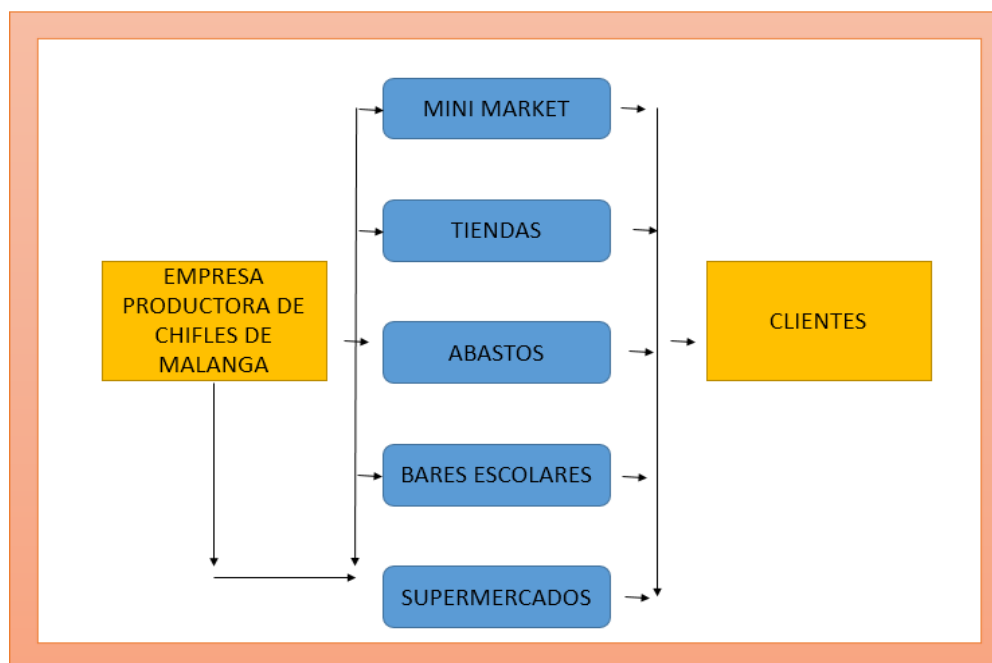 MINI MARKET
TIENDAS
EMPRESA
PRODUCTORA DE
CHIFLES DE
MALANGA
ABASTOS
CLIENTES
BARES ESCOLARES
SUPERMERCADOS